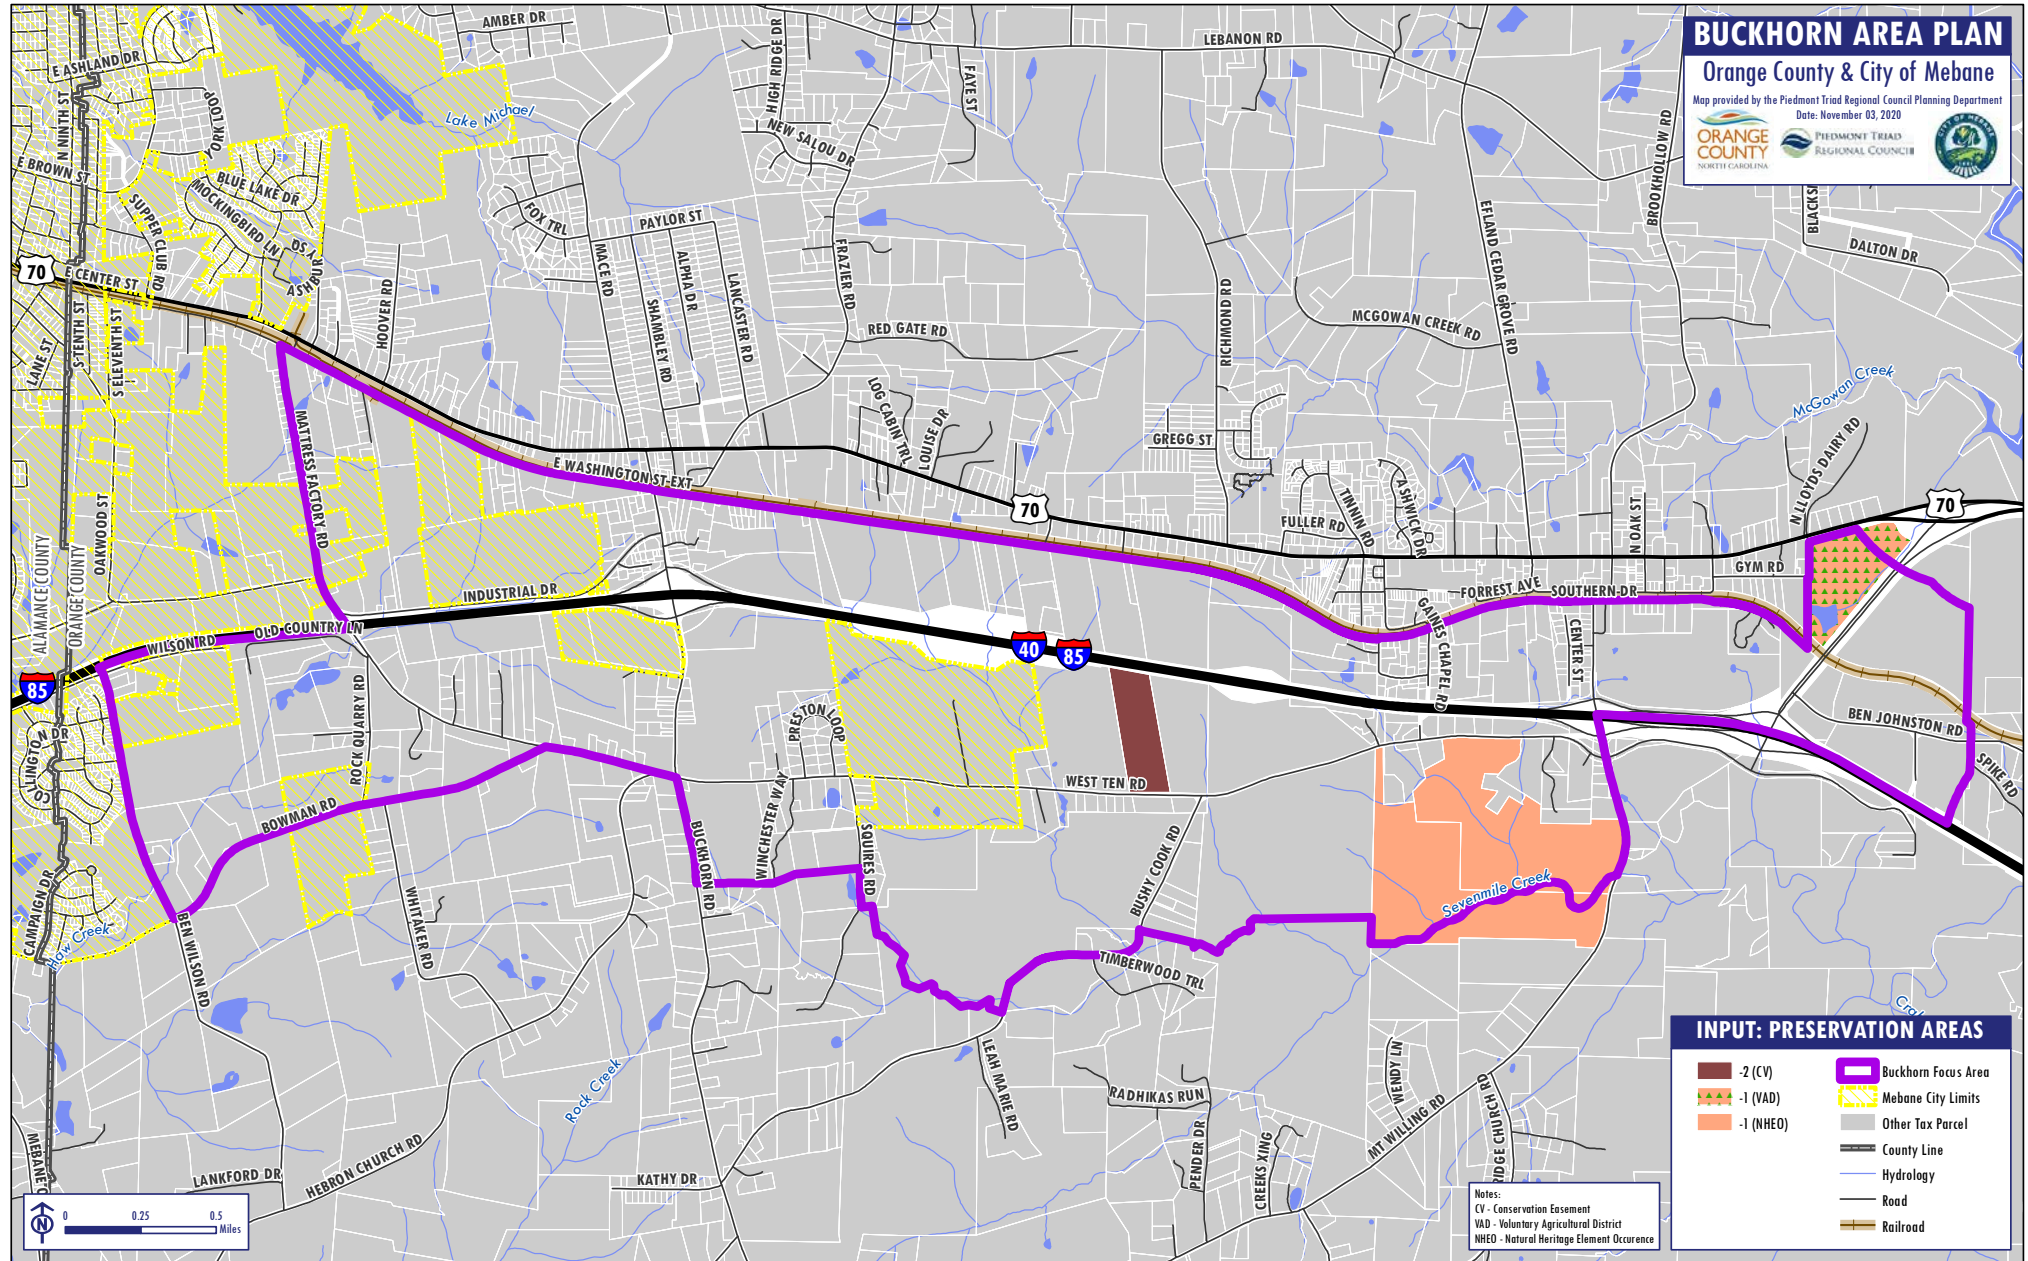 BUCKHORN AREA PLAN
Orange County & City of Mebane
Map provided by the Piedmont Triad Regional Council Planning Department
Date: November 03, 2020
ORANGE COUNTY
NORTH CAROLINA
PIEDMONT TRIAD
REGIONAL COUNCIL
CITY OF MEBANE
AMBER DR
LEBANON RD
E ASHLAND DR
HIGH RIDGE DR
FAYE ST
N NINTH ST
YORK LOOP
Lake Michael
NEW SALOU DR
BROOKHOLLOW RD
E BROWN ST
BLUE LAKE DR
MOCKINGBIRD LN
SUPPER CLUB RD
FOX TRL
PAYLOR ST
EFLAND CEDAR GROVE RD
DALTON DR
70
E CENTER ST
ASHBUR
MACE RD
ALPHA DR
LANCASTER RD
FRAZIER RD
HOOVER RD
SHAMBLEY RD
RED GATE RD
RICHMOND RD
MCGOWAN CREEK RD
LANE ST
S TENTH ST
S ELEVENTH ST
McGowan Creek
MATTRESS FACTORY RD
LOG CABIN TRL
LOUISE DR
GREGG ST
N LLOYDS DAIRY RD
E WASHINGTON ST EXT
OAKWOOD ST
70
FULLER RD
TINNIN RD
ASHWICK DR
N OAK ST
70
GYM RD
ALAMANCE COUNTY
ORANGE COUNTY
INDUSTRIAL DR
FORREST AVE
SOUTHERN DR
WILSON RD
OLD COUNTRY LN
GAINES CHAPEL RD
CENTER ST
85
40
85
ROCK QUARRY RD
PRESTON LOOP
BEN JOHNSTON RD
COLLINGTON DR
WEST TEN RD
SPIKE RD
BOWMAN RD
BUCKHORN RD
WINCHESTER WAY
SQUIRES RD
BUSHY COOK RD
CAMPAIGN DR
Haw Creek
BEN WILSON RD
WHITAKER RD
Sevenmile Creek
TIMBERWOOD TRL
LEAH MARIE RD
Rock Creek
RADHIKAS RUN
WENDY LN
MT WILLING RD
RIDGE CHURCH RD
PENDER DR
CREEKS XING
LANKFORD DR
HEBRON CHURCH RD
KATHY DR
N
0 0.25 0.5
Miles
Notes:
CV - Conservation Easement
VAD - Voluntary Agricultural District
NHEO - Natural Heritage Element Occurence
INPUT: PRESERVATION AREAS
-2 (CV)
-1 (VAD)
-1 (NHEO)
Buckhorn Focus Area
Mebane City Limits
Other Tax Parcel
County Line
Hydrology
Road
Railroad